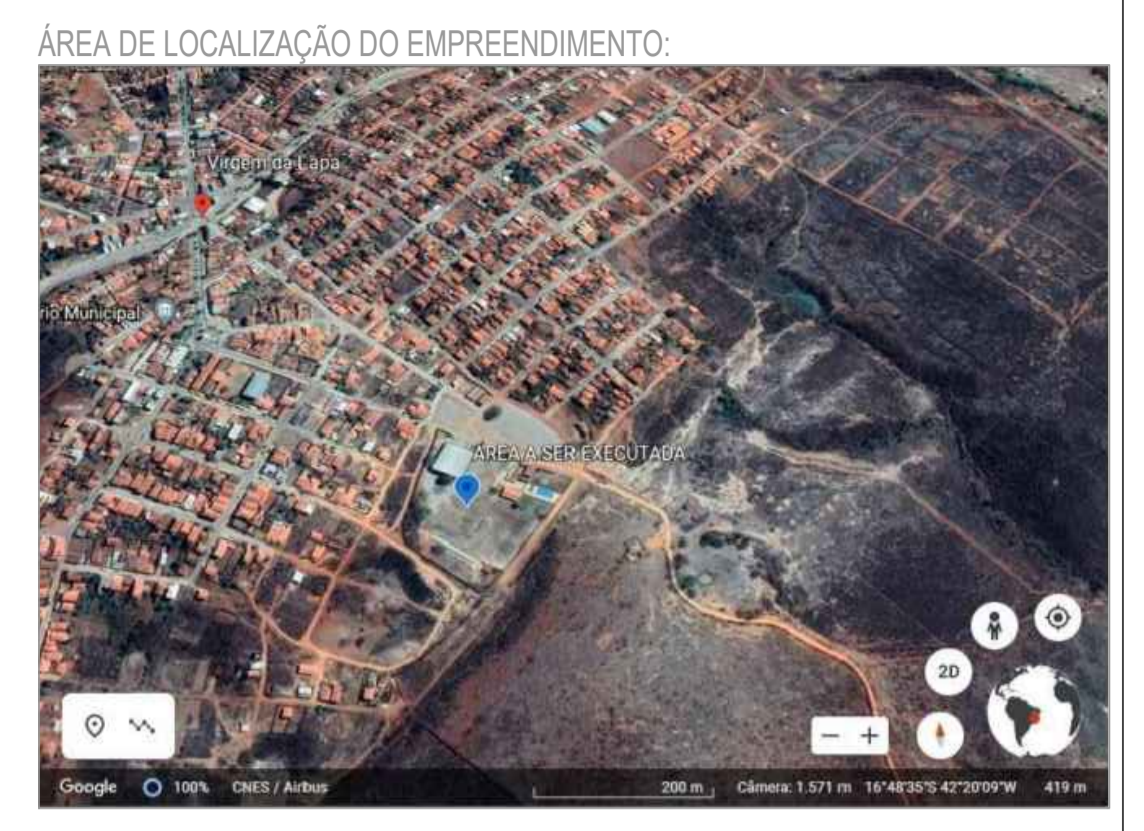 ÁREA DE LOCALIZAÇÃO DO EMPREENDIMENTO:
Virgem da Lapa
rio Municipal
ÁREA A SER EXECUTADA
2D
Google 100% CNES / Airbus 200 m Câmera: 1.571 m 16°48'35"S 42°20'09"W 419 m